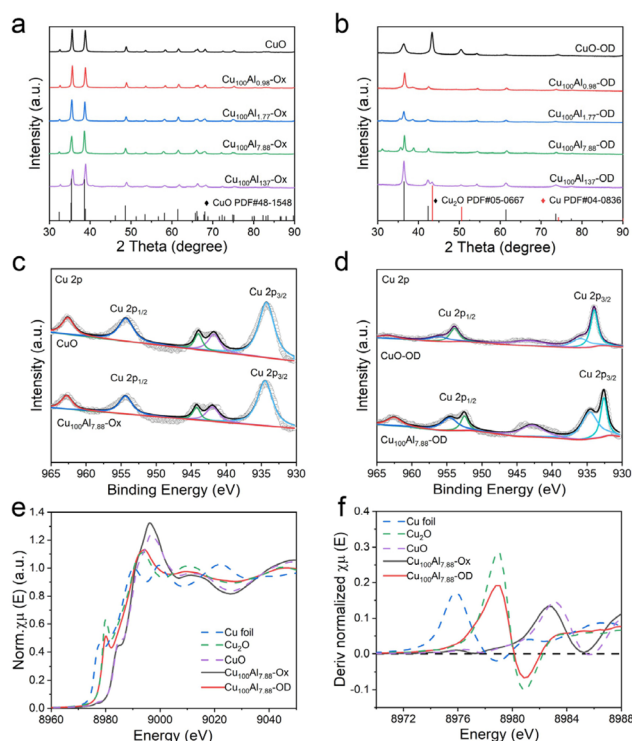 a
Intensity (a.u.)
CuO
Cu100Al0.98-Ox
Cu100Al1.77-Ox
Cu100Al7.88-Ox
Cu100Al137-Ox
♦ CuO PDF#48-1548
30 40 50 60 70 80 90
2 Theta (degree)
b
Intensity (a.u.)
CuO-OD
Cu100Al0.98-OD
Cu100Al1.77-OD
Cu100Al7.88-OD
Cu100Al137-OD
♦ Cu2O PDF#05-0667 ♦ Cu PDF#04-0836
30 40 50 60 70 80 90
2 Theta (degree)
c
Intensity (a.u.)
Cu 2p
Cu 2p1/2
Cu 2p3/2
CuO
Cu 2p1/2
Cu 2p3/2
Cu100Al7.88-Ox
965 960 955 950 945 940 935 930
Binding Energy (eV)
d
Intensity (a.u.)
Cu 2p
Cu 2p1/2
Cu 2p3/2
CuO-OD
Cu 2p1/2
Cu 2p3/2
Cu100Al7.88-OD
965 960 955 950 945 940 935 930
Binding Energy (eV)
e
Norm. χμ (E) (a.u.)
1.4
1.2
1.0
0.8
0.6
0.4
0.2
0.0
Cu foil
Cu2O
CuO
Cu100Al7.88-Ox
Cu100Al7.88-OD
8960 8980 9000 9020 9040
Energy (eV)
f
Deriv normalized χμ (E)
0.4
0.3
0.2
0.1
0.0
-0.1
Cu foil
Cu2O
CuO
Cu100Al7.88-Ox
Cu100Al7.88-OD
8972 8976 8980 8984 8988
Energy (eV)